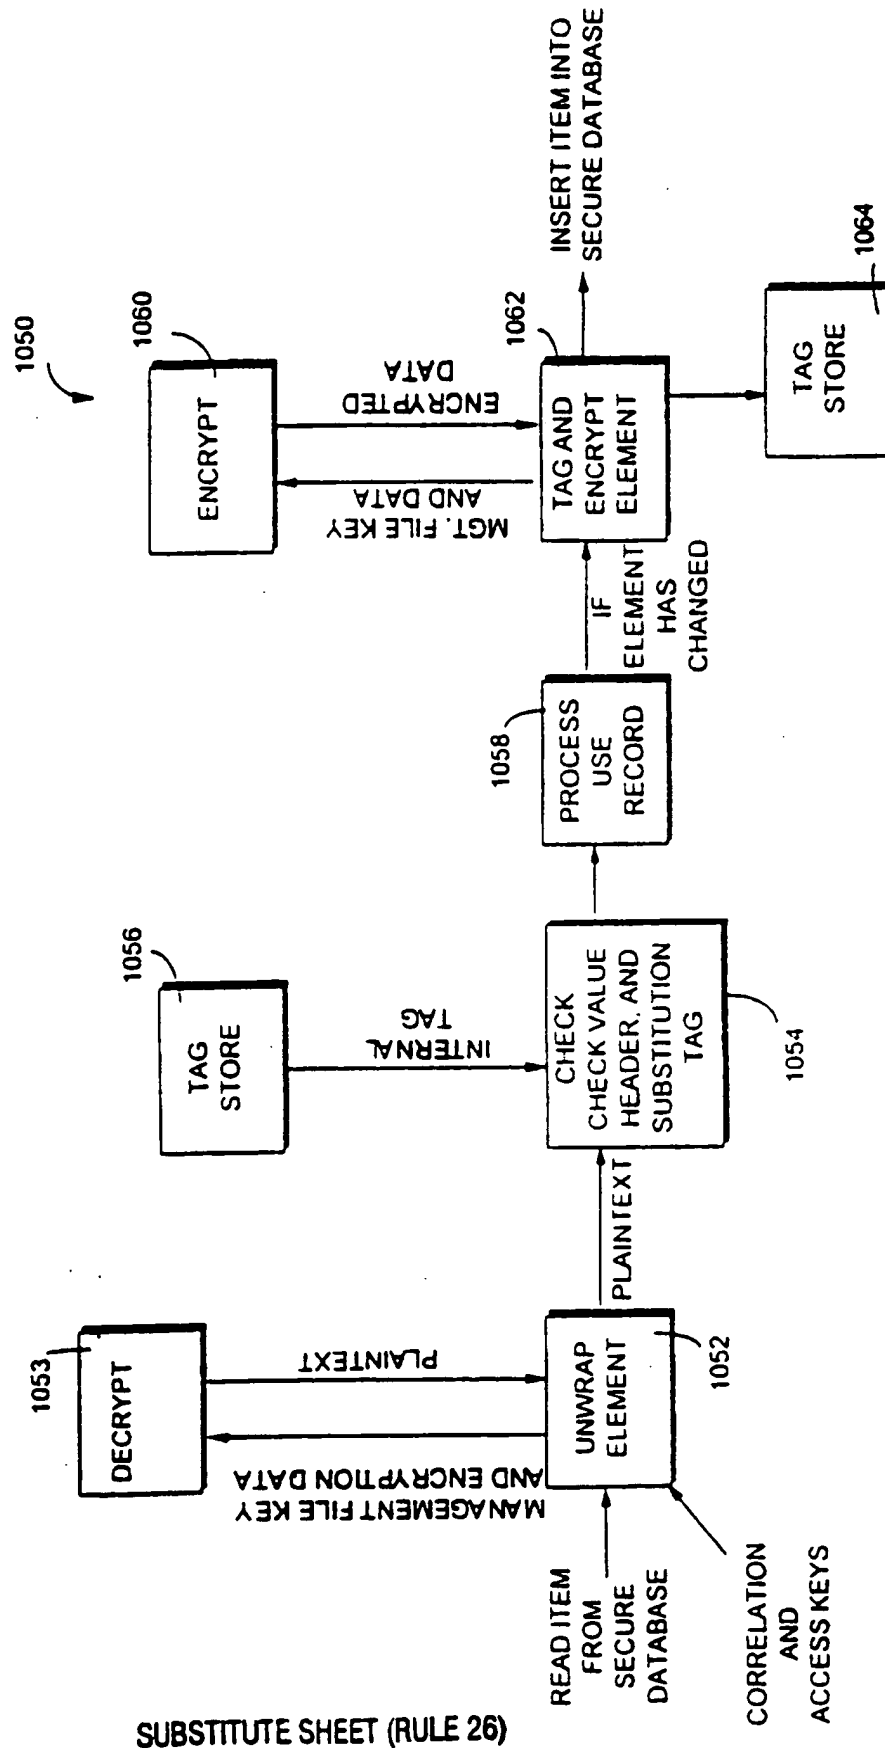 1050
DECRYPT
1053
MANAGEMENT FILE KEY
AND ENCRYPTION DATA
PLAINTEXT
READ ITEM
FROM
SECURE
DATABASE
CORRELATION
AND
ACCESS KEYS
UNWRAP
ELEMENT
1052
PLAINTEXT
TAG
STORE
1056
INTERNAL
TAG
CHECK
CHECK VALUE
HEADER, AND
SUBSTITUTION
TAG
1054
PROCESS
USE
RECORD
1058
IF
ELEMENT
HAS
CHANGED
ENCRYPT
1060
MGT. FILE KEY
AND DATA
ENCRYPTED
DATA
TAG AND
ENCRYPT
ELEMENT
1062
INSERT ITEM INTO
SECURE DATABASE
TAG
STORE
1064
SUBSTITUTE SHEET (RULE 26)